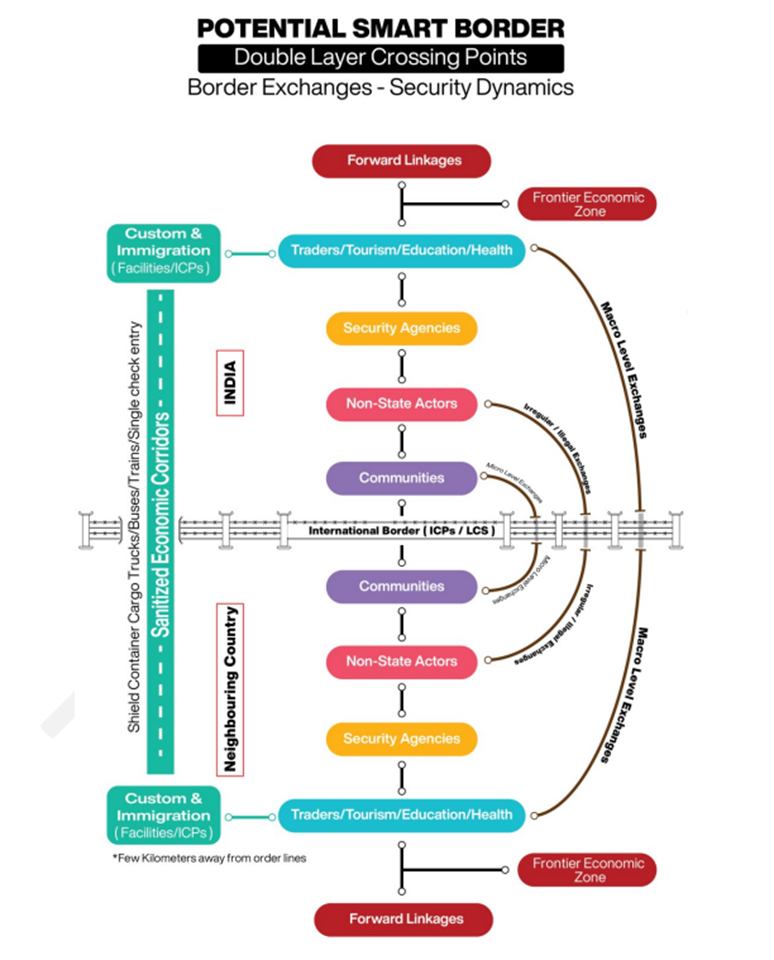 POTENTIAL SMART BORDER
Double Layer Crossing Points
Border Exchanges - Security Dynamics
Forward Linkages
Frontier Economic
Zone
Custom &
Immigration
( Facilities/ICPs )
Traders/Tourism/Education/Health
Security Agencies
Macro Level Exchanges
INDIA
Non-State Actors
Irregular / Illegal Exchanges
Communities
Micro Level Exchanges
Shield Container Cargo Trucks/Buses/Trains/Single check entry
Sanitized Economic Corridors
International Border ( ICPs / LCS )
Communities
Micro Level Exchanges
Neighbouring Country
Non-State Actors
Irregular / Illegal Exchanges
Macro Level Exchanges
Security Agencies
Custom &
Immigration
(Facilities/ICPs)
Traders/Tourism/Education/Health
*Few Kilometers away from order lines
Frontier Economic
Zone
Forward Linkages